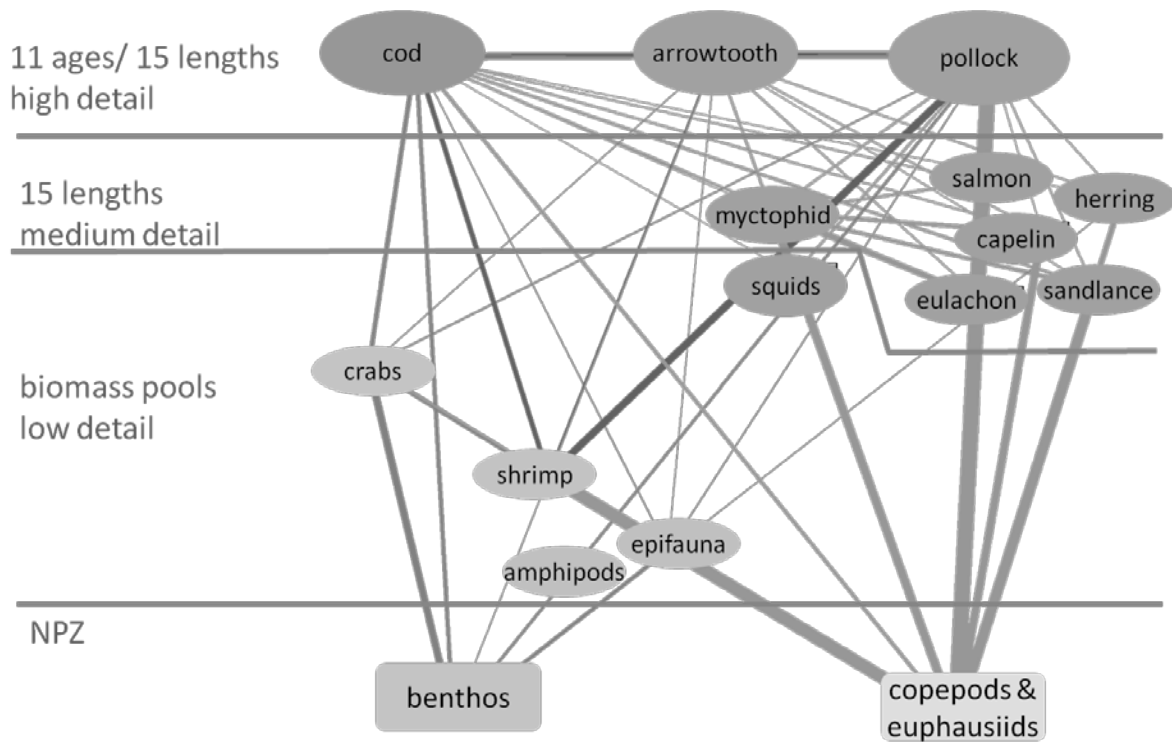 11 ages/ 15 lengths
high detail
cod
arrowtooth
pollock
15 lengths
medium detail
salmon
herring
myctophid
capelin
squids
eulachon
sandlance
biomass pools
low detail
crabs
shrimp
epifauna
amphipods
NPZ
benthos
copepods &
euphausiids